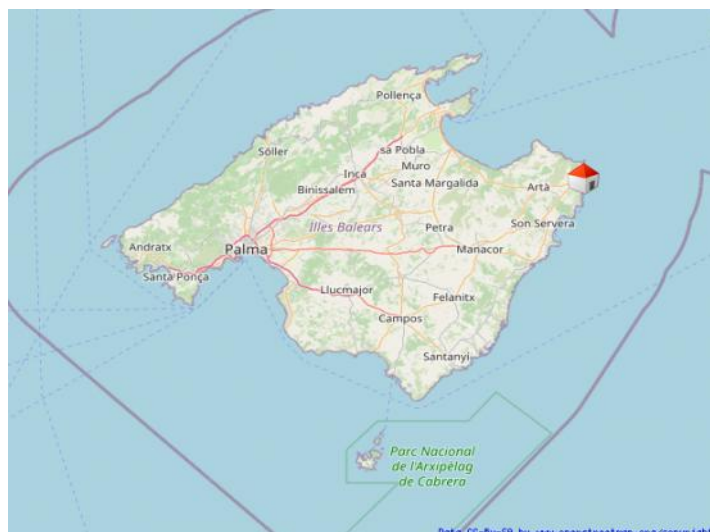 Pollença
sa Pobla
Sóller
Muro
Inca
Santa Margalida
Artà
Binissalem
Illes Balears
Petra
Son Servera
Andratx
Palma
Manacor
Santa Ponça
Llucmajor
Felanitx
Campos
Santanyí
Parc Nacional
de l'Arxipèlag
de Cabrera